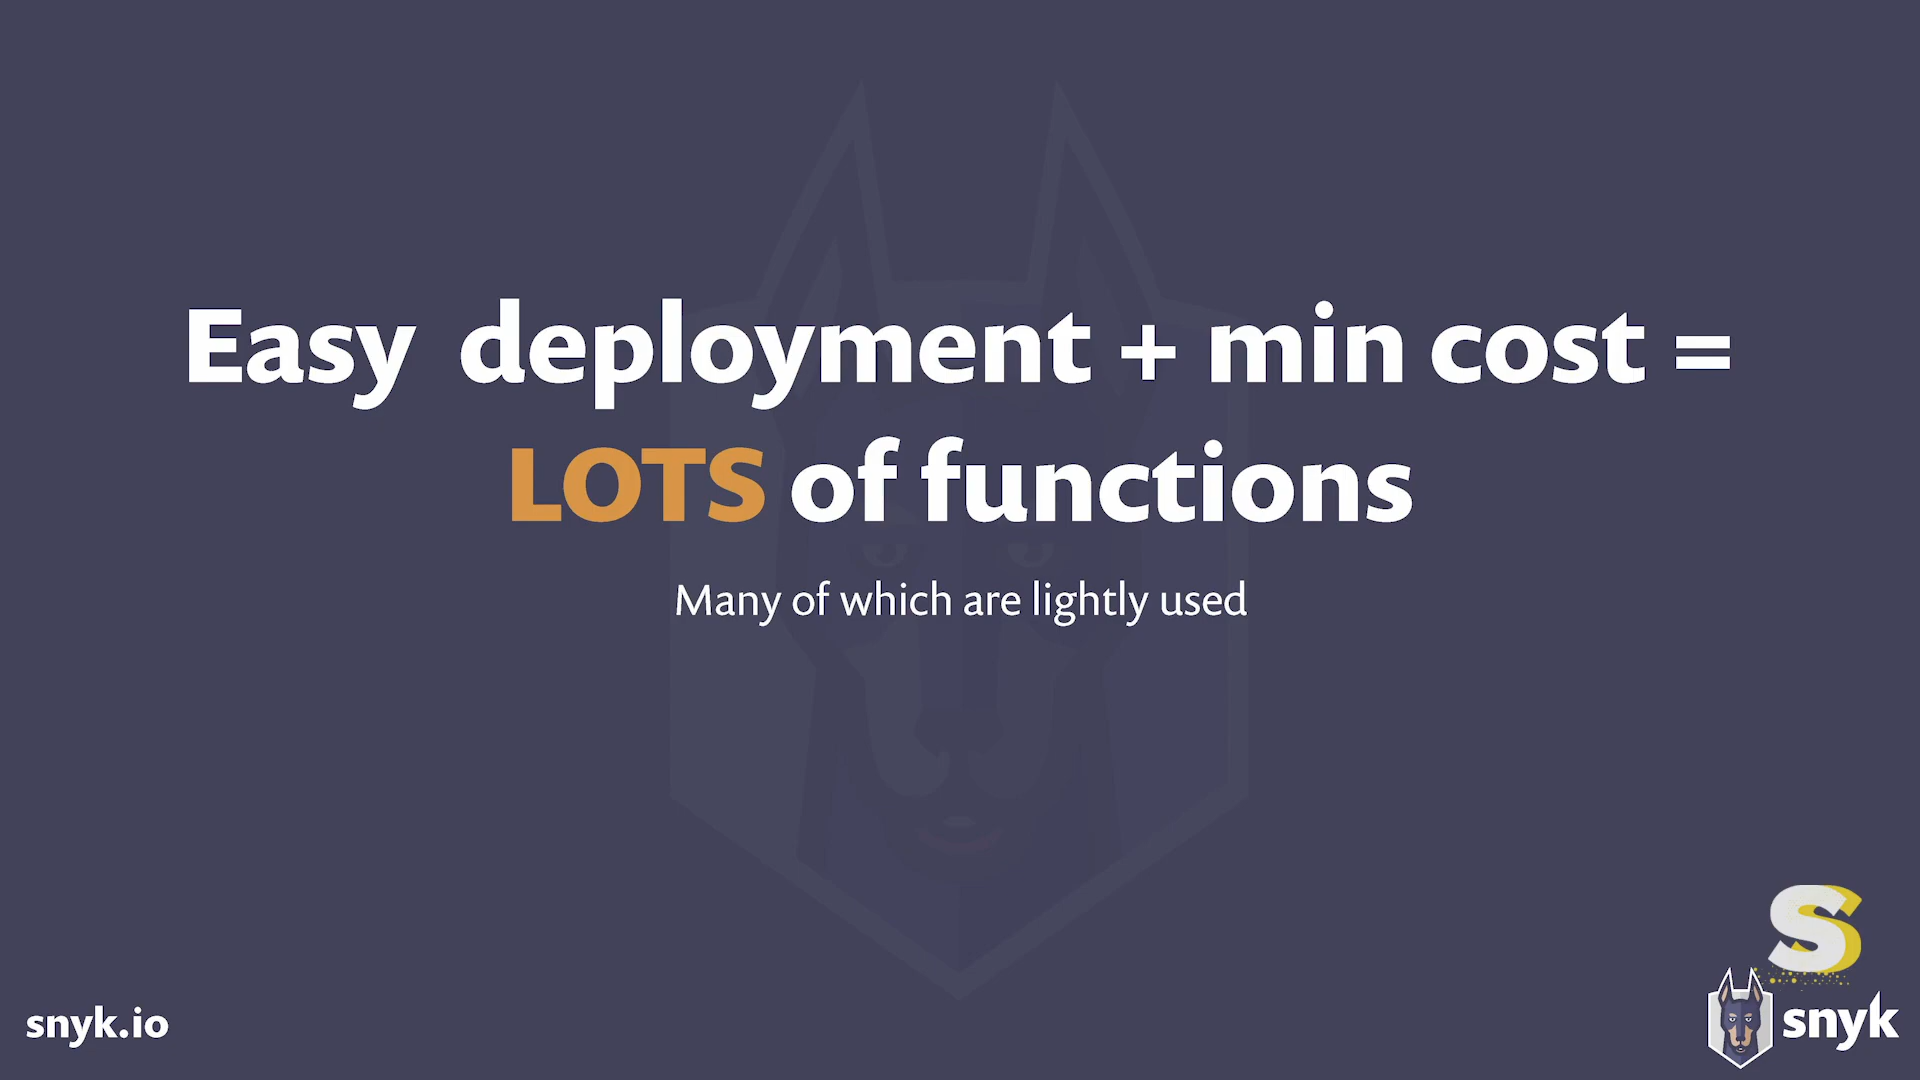 Easy deployment + min cost =
LOTS of functions
Many of which are lightly used
S
snyk.io
snyk